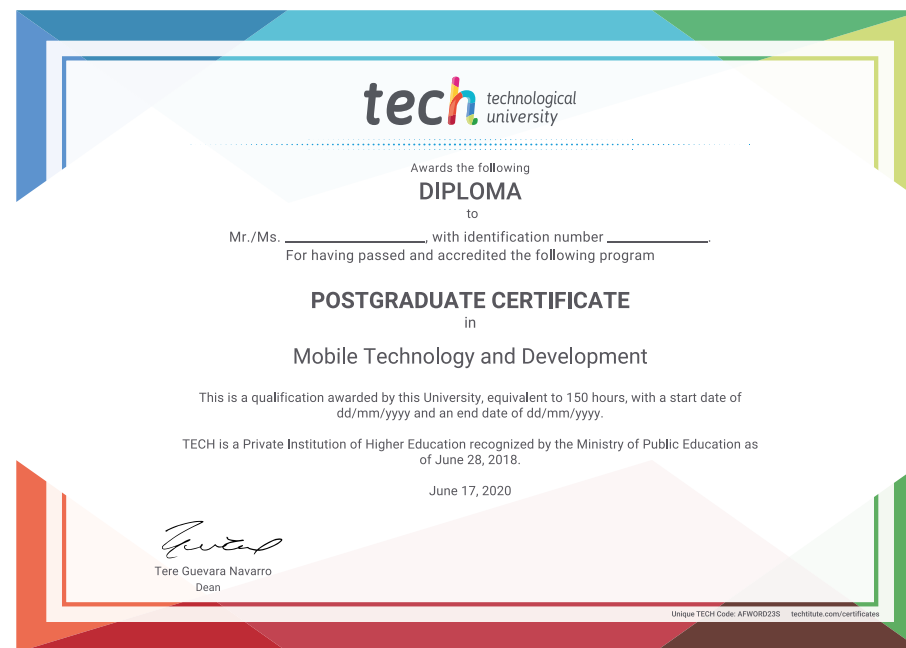 tech technological
university
Awards the following
DIPLOMA
to
Mr./Ms. ____________________, with identification number ______________.
For having passed and accredited the following program
POSTGRADUATE CERTIFICATE
in
Mobile Technology and Development
This is a qualification awarded by this University, equivalent to 150 hours, with a start date of
dd/mm/yyyy and an end date of dd/mm/yyyy.
TECH is a Private Institution of Higher Education recognized by the Ministry of Public Education as
of June 28, 2018.
June 17, 2020
Tere Guevara Navarro
Dean
Unique TECH Code: AFWORD23S techtitute.com/certificates